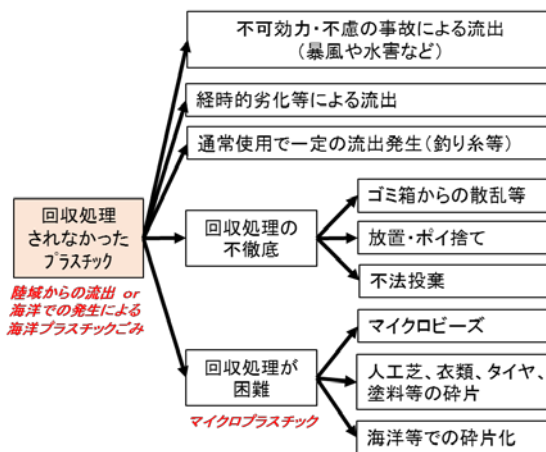 不可効力・不慮の事故による流出
（暴風や水害など）
経時的劣化等による流出
通常使用で一定の流出発生（釣り糸等）
回収処理
されなかった
プラスチック
陸域からの流出 or
海洋での発生による
海洋プラスチックごみ
回収処理の
不徹底
ゴミ箱からの散乱等
放置・ポイ捨て
不法投棄
回収処理が
困難
マイクロプラスチック
マイクロビーズ
人工芝、衣類、タイヤ、
塗料等の砕片
海洋等での砕片化